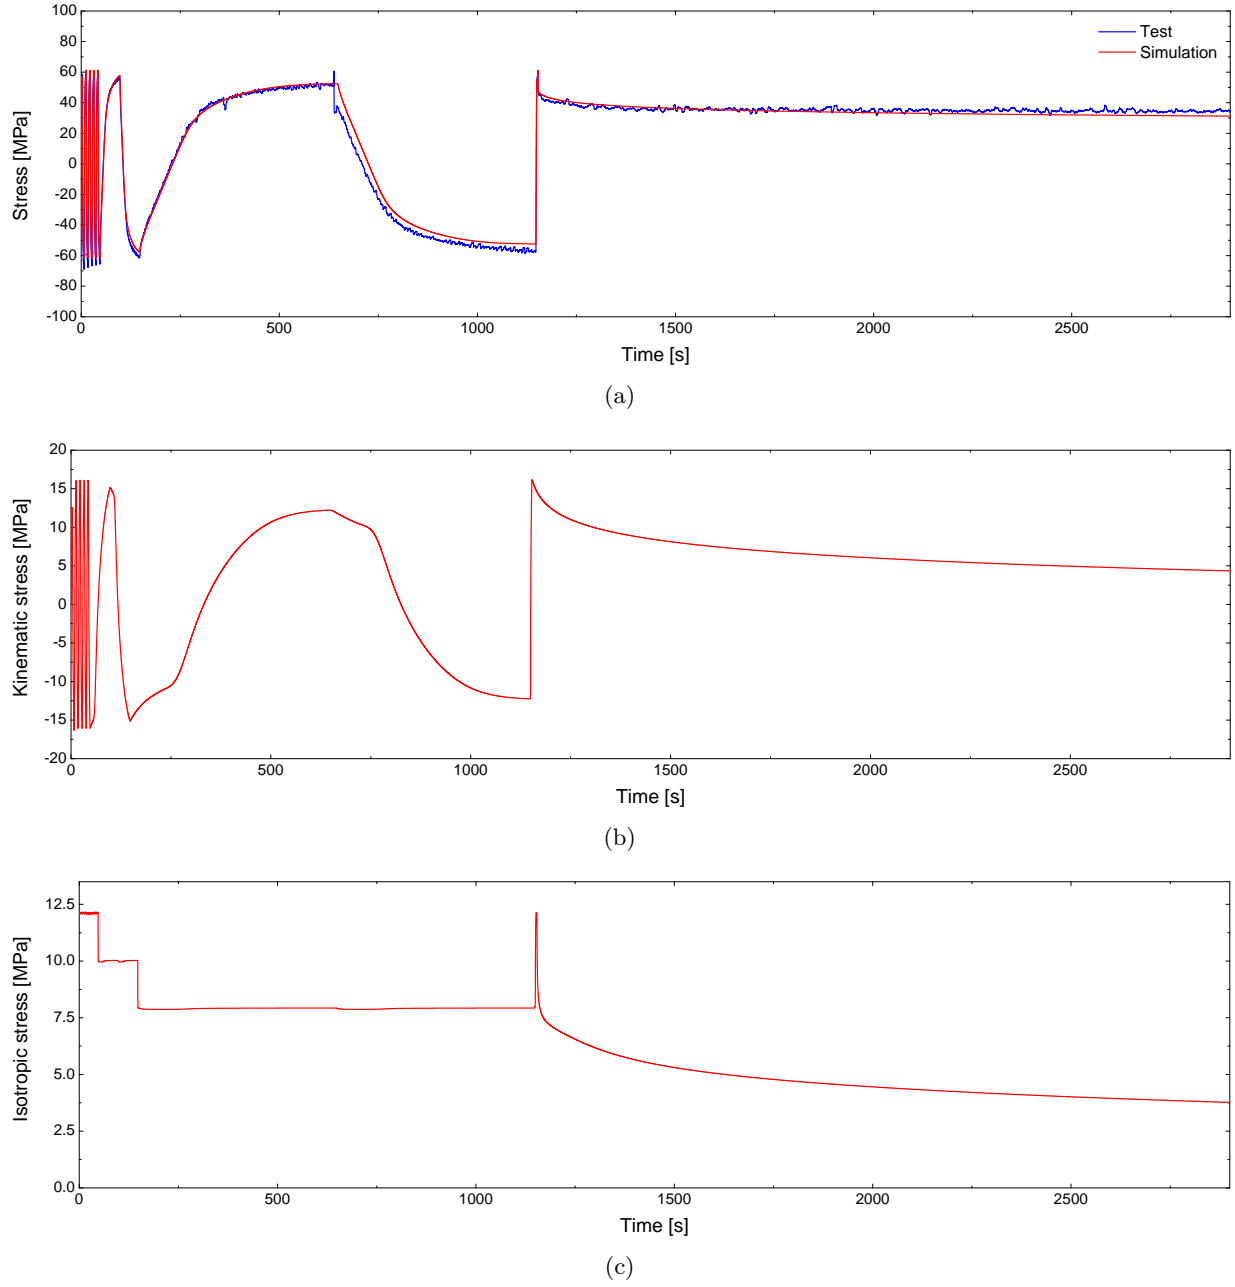 100
80
60
40
20
0
-20
-40
-60
-80
-100
Stress [MPa]
Test
Simulation
0 500 1000 1500 2000 2500
Time [s]
(a)
20
15
10
5
0
-5
-10
-15
-20
Kinematic stress [MPa]
0 500 1000 1500 2000 2500
Time [s]
(b)
12.5
10.0
7.5
5.0
2.5
0.0
Isotropic stress [MPa]
0 500 1000 1500 2000 2500
Time [s]
(c)